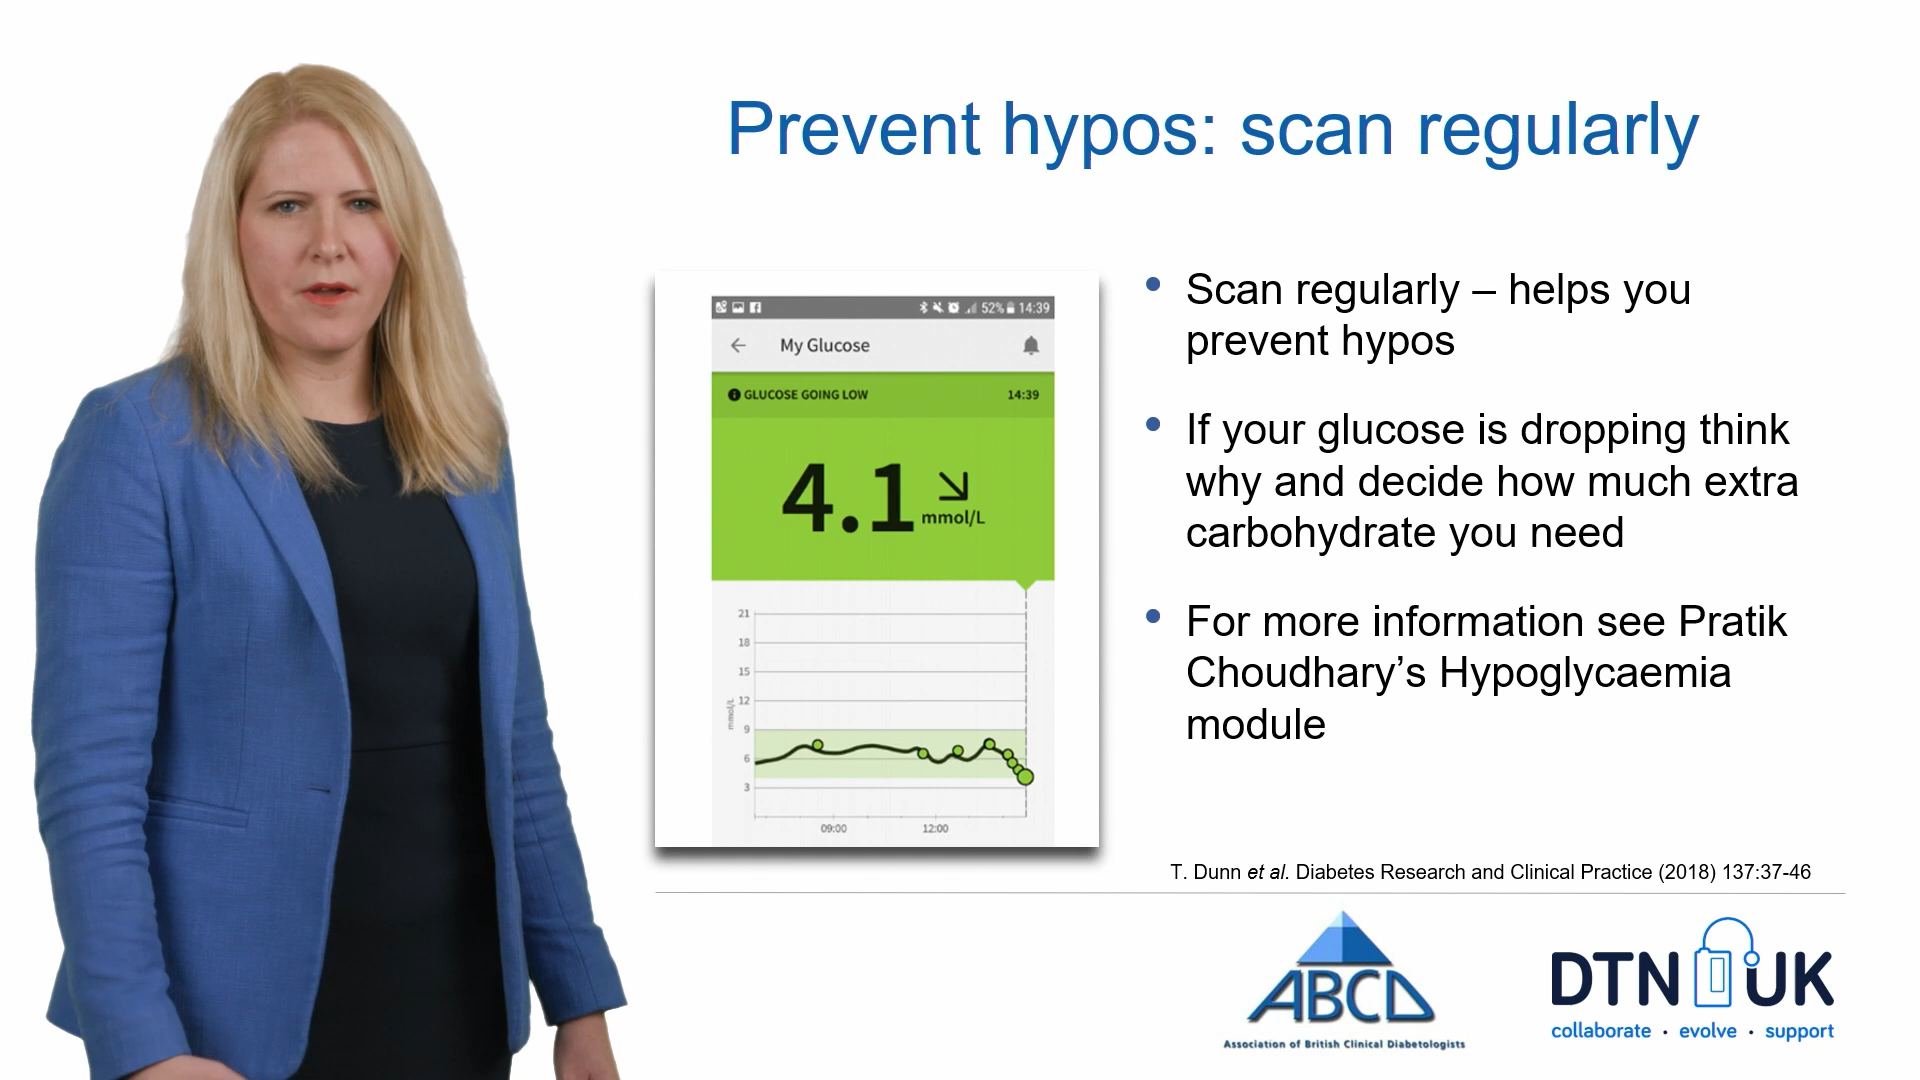 Prevent hypos: scan regularly
52% 14:39
My Glucose
GLUCOSE GOING LOW 14:39
4.1
mmol/L
21
18
15
12
9
6
3
mmol/L
09:00 12:00
• Scan regularly – helps you
prevent hypos
• If your glucose is dropping think
why and decide how much extra
carbohydrate you need
• For more information see Pratik
Choudhary’s Hypoglycaemia
module
T. Dunn et al. Diabetes Research and Clinical Practice (2018) 137:37-46
ABCD
Association of British Clinical Diabetologists
DTN UK
collaborate • evolve • support